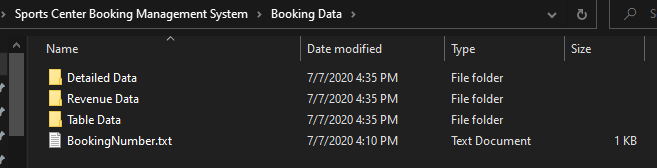 Sports Center Booking Management System > Booking Data
Name Date modified Type Size
Detailed Data 7/7/2020 4:35 PM File folder
Revenue Data 7/7/2020 4:35 PM File folder
Table Data 7/7/2020 4:35 PM File folder
BookingNumber.txt 7/7/2020 4:10 PM Text Document 1 KB